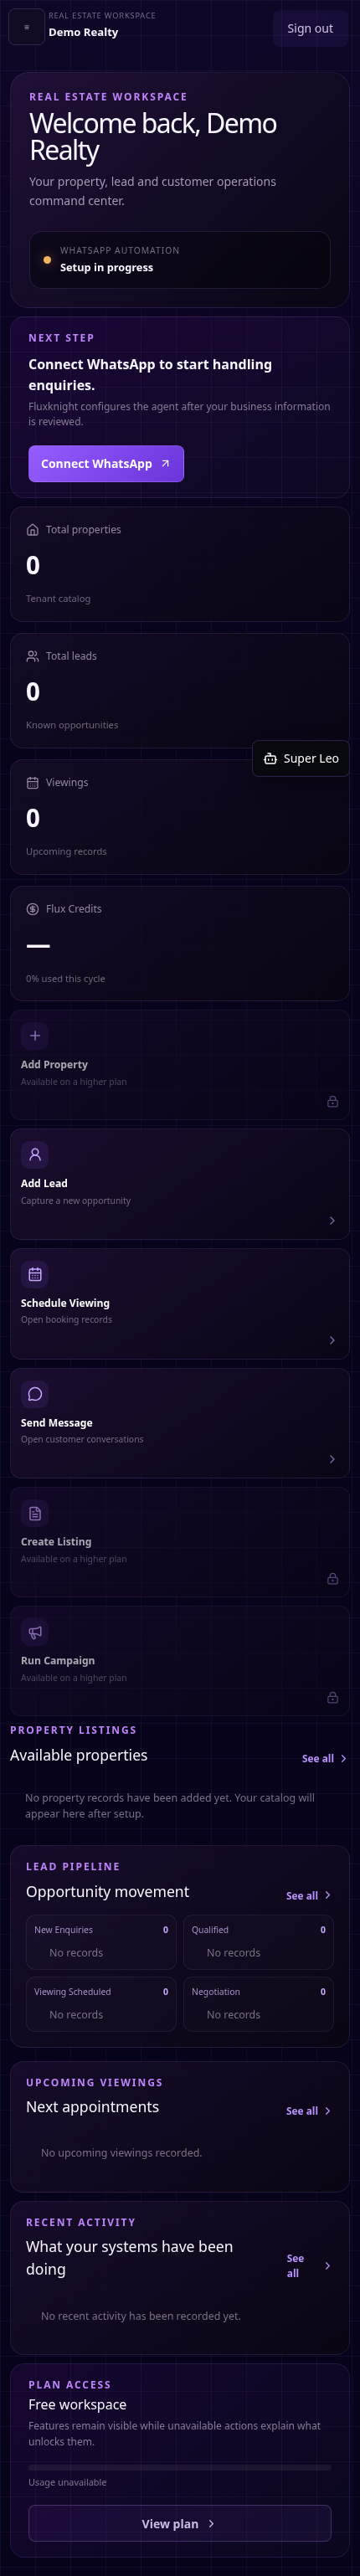 REAL ESTATE WORKSPACE
Demo Realty
Sign out
REAL ESTATE WORKSPACE
Welcome back, Demo
Realty
Your property, lead and customer operations
command center.
WHATSAPP AUTOMATION
Setup in progress
NEXT STEP
Connect WhatsApp to start handling
enquiries.
Fluxknight configures the agent after your business information
is reviewed.
Connect WhatsApp
Total properties
0
Tenant catalog
Total leads
0
Known opportunities
Super Leo
Viewings
0
Upcoming records
Flux Credits
—
0% used this cycle
Add Property
Available on a higher plan
Add Lead
Capture a new opportunity
Schedule Viewing
Open booking records
Send Message
Open customer conversations
Create Listing
Available on a higher plan
Run Campaign
Available on a higher plan
PROPERTY LISTINGS
Available properties
See all
No property records have been added yet. Your catalog will
appear here after setup.
LEAD PIPELINE
Opportunity movement
See all
New Enquiries 0
No records
Qualified 0
No records
Viewing Scheduled 0
No records
Negotiation 0
No records
UPCOMING VIEWINGS
Next appointments
See all
No upcoming viewings recorded.
RECENT ACTIVITY
What your systems have been
doing
See
all
No recent activity has been recorded yet.
PLAN ACCESS
Free workspace
Features remain visible while unavailable actions explain what
unlocks them.
Usage unavailable
View plan